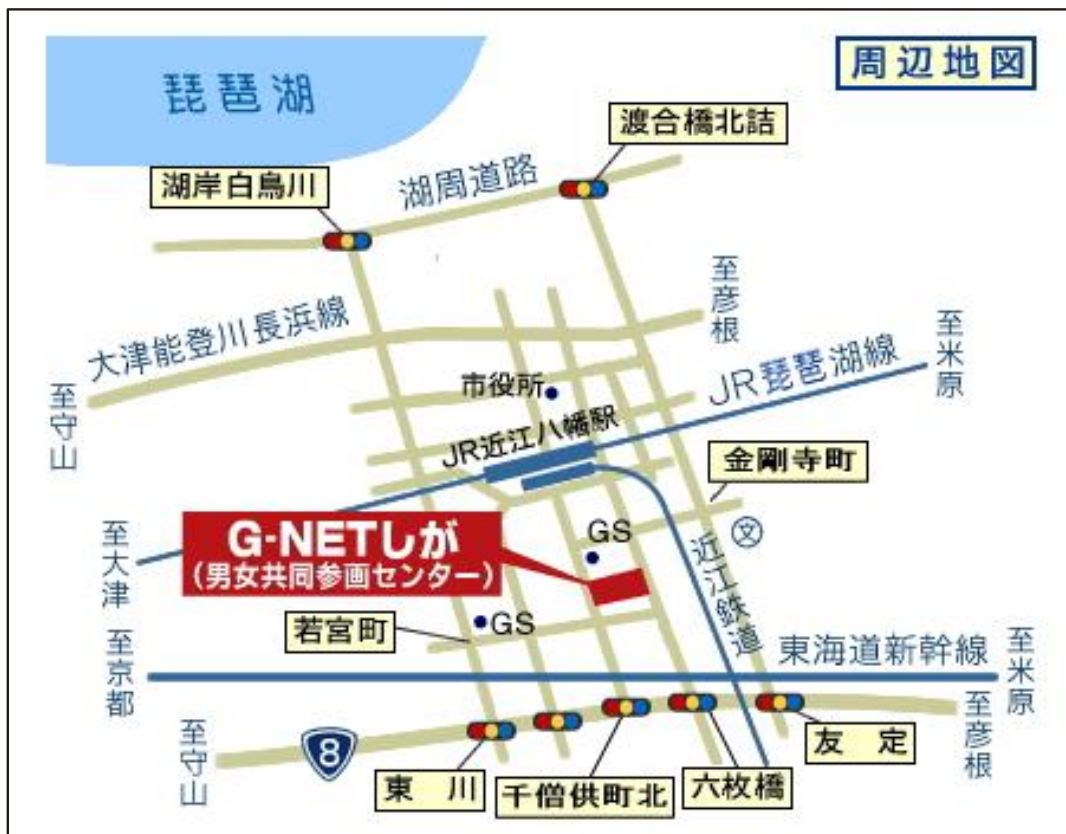 周辺地図
琵琶湖
渡合橋北詰
湖岸白鳥川
湖周道路
至彦根
大津能登川長浜線
至米原
JR琵琶湖線
至守山
市役所
JR近江八幡駅
金剛寺町
至大津
G-NETしが
(男女共同参画センター)
GS
文
近江鉄道
若宮町
GS
至京都
東海道新幹線
至米原
至守山
8
至彦根
東 川
千僧供町北
六枚橋
友 定